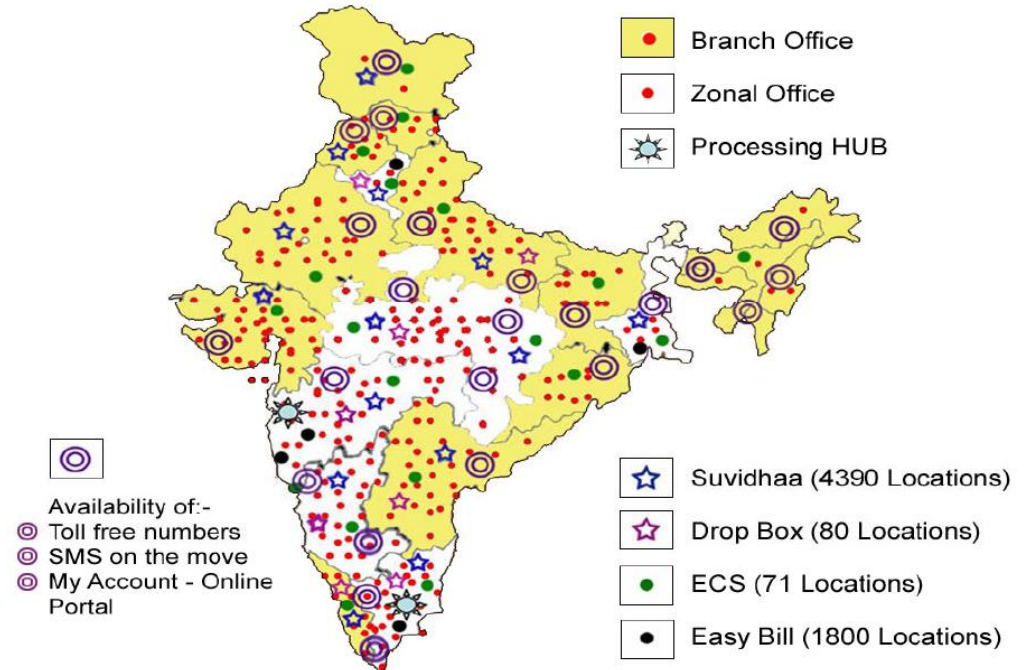 Branch Office
Zonal Office
Processing HUB
Availability of:-
Toll free numbers
SMS on the move
My Account - Online
Portal
Suvidhaa (4390 Locations)
Drop Box (80 Locations)
ECS (71 Locations)
Easy Bill (1800 Locations)